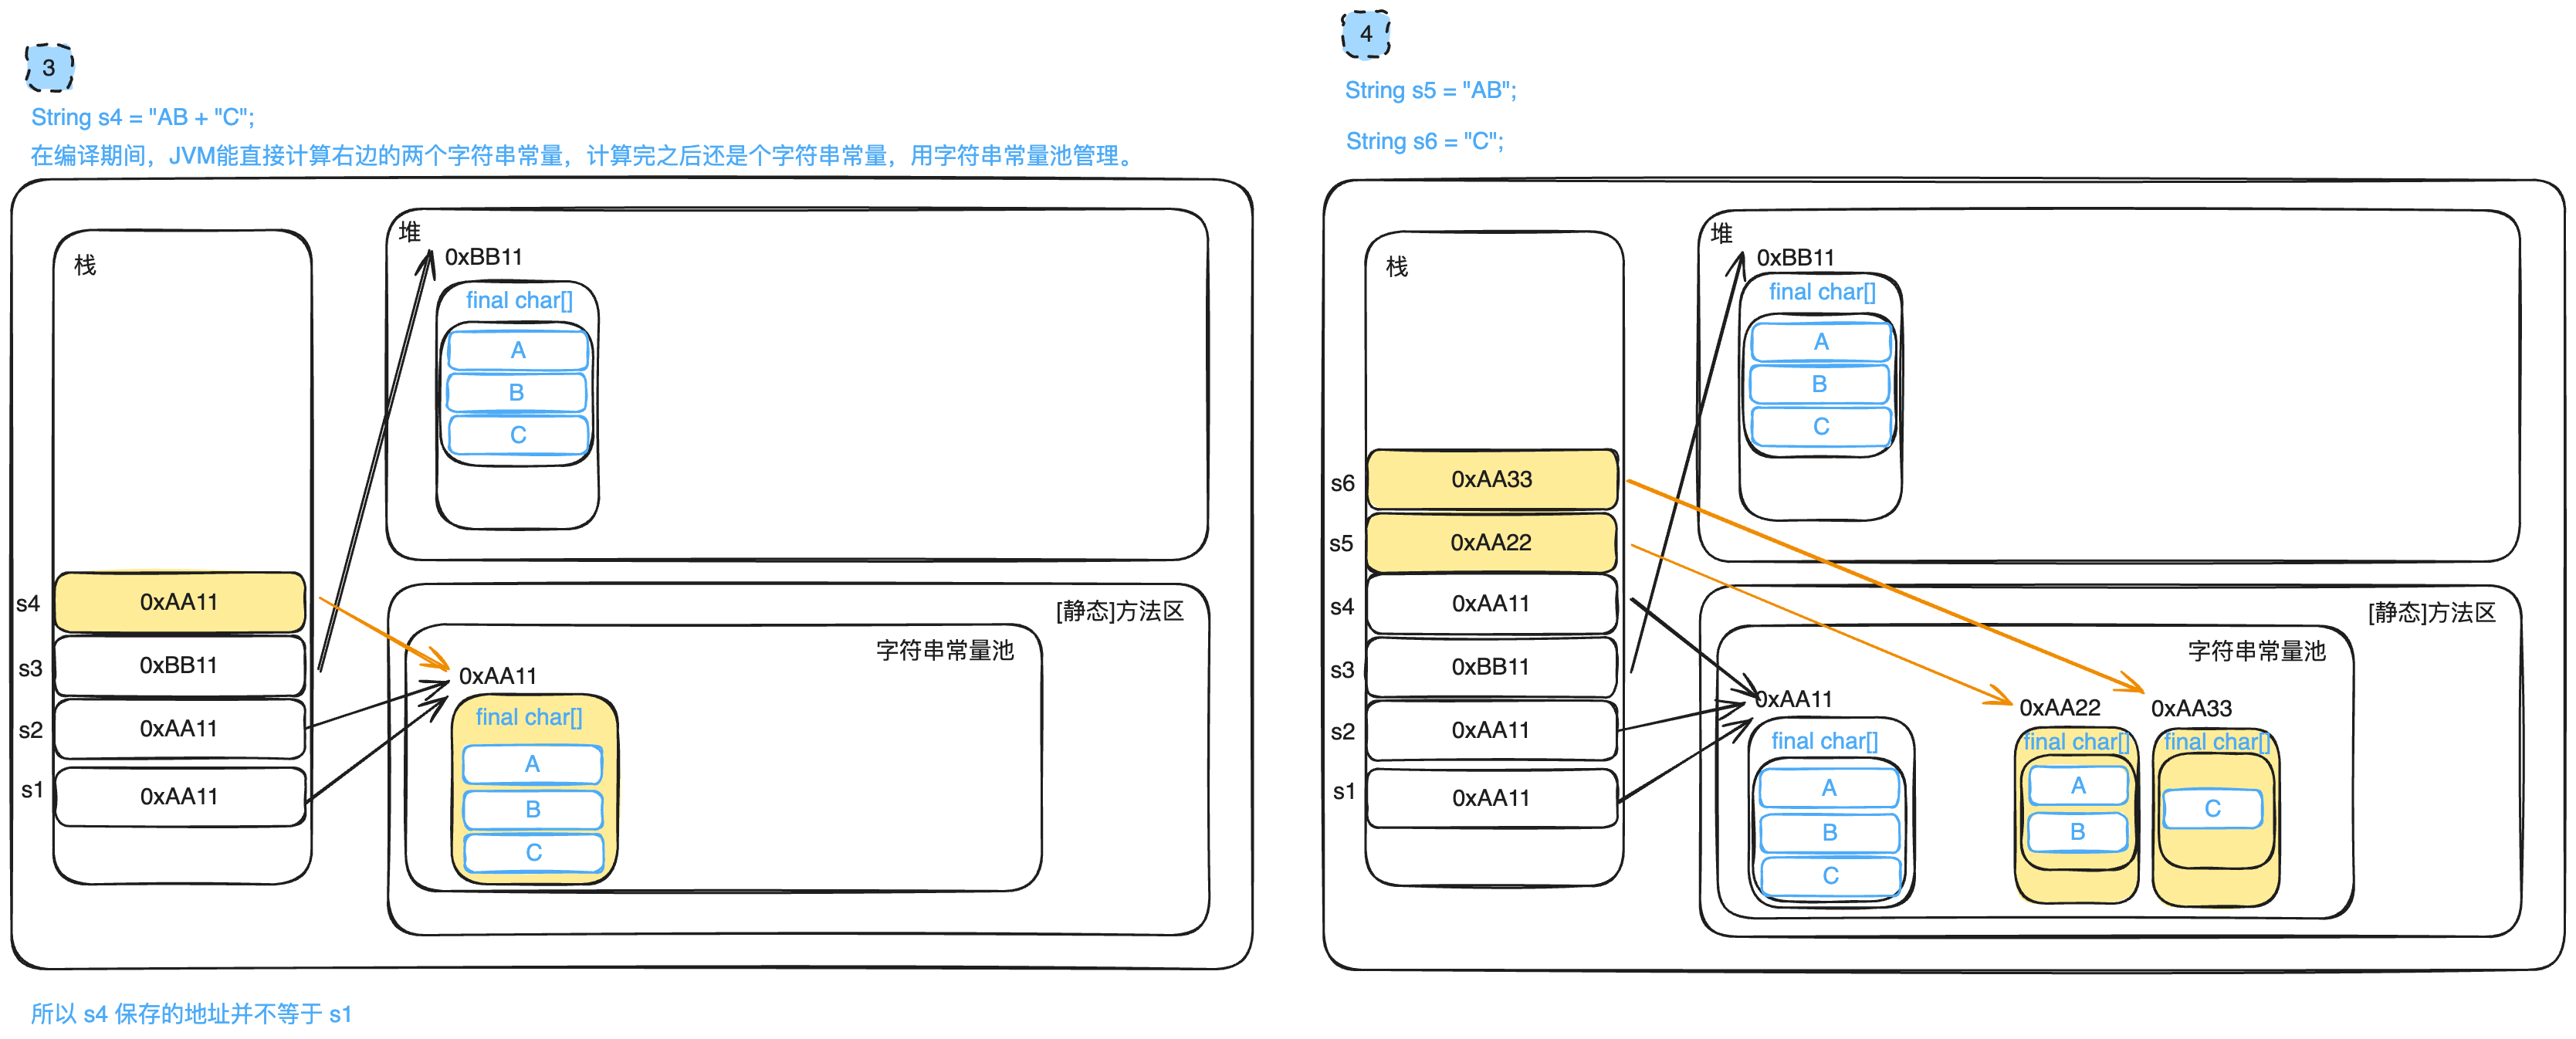 3
String s4 = "AB + "C";
在编译期间，JVM能直接计算右边的两个字符串常量，计算完之后还是个字符串常量，用字符串常量池管理。
栈
堆
0xBB11
final char[]
A
B
C
s4
0xAA11
s3
0xBB11
s2
0xAA11
s1
0xAA11
[静态]方法区
字符串常量池
0xAA11
final char[]
A
B
C
所以 s4 保存的地址并不等于 s1
4
String s5 = "AB";
String s6 = "C";
栈
堆
0xBB11
final char[]
A
B
C
s6
0xAA33
s5
0xAA22
s4
0xAA11
s3
0xBB11
s2
0xAA11
s1
0xAA11
[静态]方法区
字符串常量池
0xAA11
final char[]
A
B
C
0xAA22
final char[]
A
B
0xAA33
final char[]
C